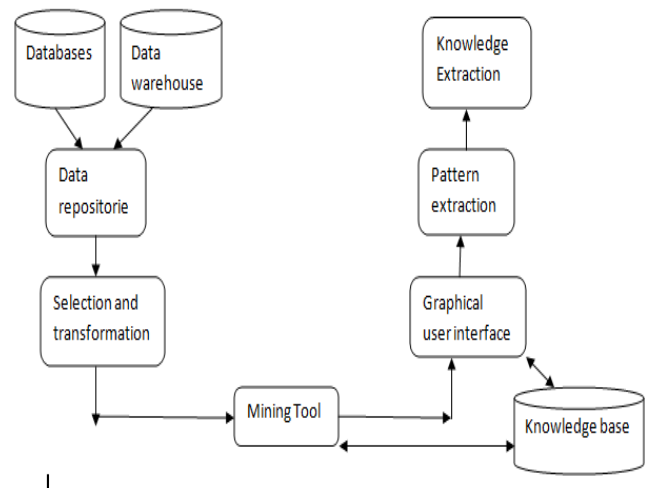 Databases
Data
warehouse
Data
repositorie
Selection and
transformation
Mining Tool
Knowledge
Extraction
Pattern
extraction
Graphical
user interface
Knowledge base